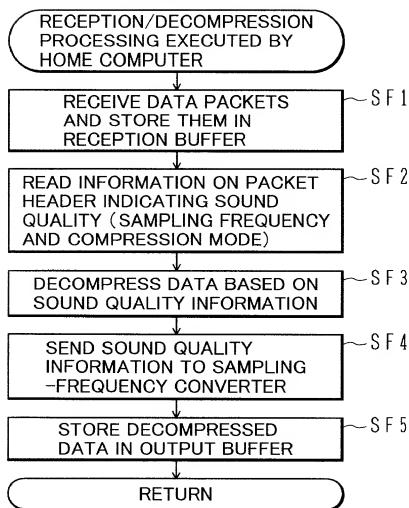 RECEPTION/DECOMPRESSION
PROCESSING EXECUTED BY
HOME COMPUTER
RECEIVE DATA PACKETS
AND STORE THEM IN
RECEPTION BUFFER
SF1
READ INFORMATION ON PACKET
HEADER INDICATING SOUND
QUALITY (SAMPLING FREQUENCY
AND COMPRESSION MODE)
SF2
DECOMPRESS DATA BASED ON
SOUND QUALITY INFORMATION
SF3
SEND SOUND QUALITY
INFORMATION TO SAMPLING
-FREQUENCY CONVERTER
SF4
STORE DECOMPRESSED
DATA IN OUTPUT BUFFER
SF5
RETURN